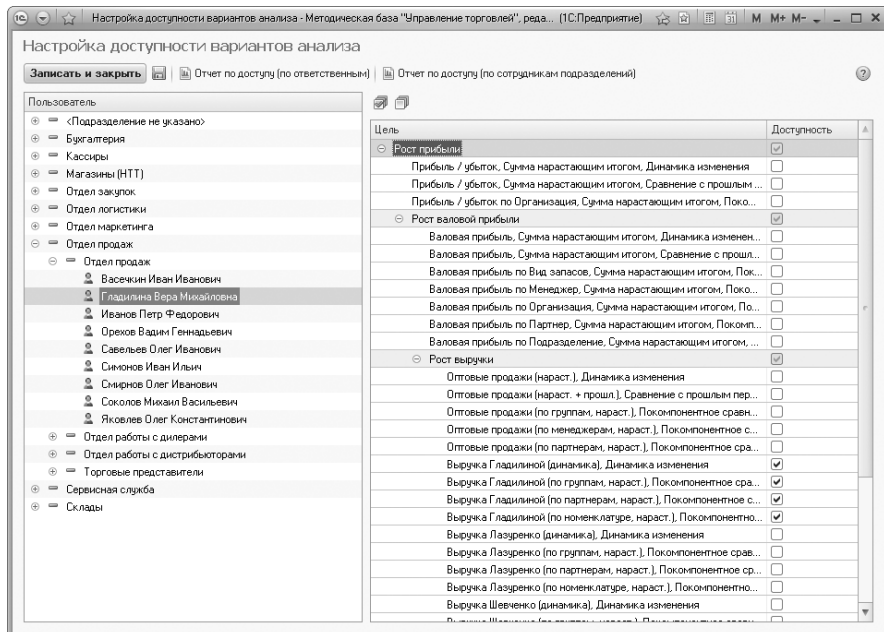 Настройка доступности вариантов анализа - Методическая база "Управление торговлей", реда... (1С:Предприятие)
M M+ M-
Настройка доступности вариантов анализа
Записать и закрыть
Отчет по доступу (по ответственным)
Отчет по доступу (по сотрудникам подразделений)
Пользователь
<Подразделение не указано>
Бухгалтерия
Кассиры
Магазины (НТТ)
Отдел закупок
Отдел логистики
Отдел маркетинга
Отдел продаж
Отдел продаж
Васечкин Иван Иванович
Гладилина Вера Михайловна
Иванов Петр Федорович
Орехов Вадим Геннадьевич
Савельев Олег Иванович
Симонов Иван Ильич
Смирнов Олег Иванович
Соколов Михаил Васильевич
Яковлев Олег Константинович
Отдел работы с дилерами
Отдел работы с дистрибьюторами
Торговые представители
Сервисная служба
Склады
Цель
Доступность
Рост прибыли
Прибыль / убыток, Сумма нарастающим итогом, Динамика изменения
Прибыль / убыток, Сумма нарастающим итогом, Сравнение с прошлым ...
Прибыль / убыток по Организация, Сумма нарастающим итогом, Поко...
Рост валовой прибыли
Валовая прибыль, Сумма нарастающим итогом, Динамика изменен...
Валовая прибыль, Сумма нарастающим итогом, Сравнение с прошл...
Валовая прибыль по Вид запасов, Сумма нарастающим итогом, Пок...
Валовая прибыль по Менеджер, Сумма нарастающим итогом, Поко...
Валовая прибыль по Организация, Сумма нарастающим итогом, По...
Валовая прибыль по Партнер, Сумма нарастающим итогом, Покомп...
Валовая прибыль по Подразделение, Сумма нарастающим итогом, ...
Рост выручки
Оптовые продажи (нараст.), Динамика изменения
Оптовые продажи (нараст. + прошл.), Сравнение с прошлым пер...
Оптовые продажи (по группам, нараст.), Покомпонентное сравн...
Оптовые продажи (по менеджерам, нараст.), Покомпонентное с...
Оптовые продажи (по партнерам, нараст.), Покомпонентное сра...
Выручка Гладилиной (динамика), Динамика изменения
Выручка Гладилиной (по группам, нараст.), Покомпонентное сра...
Выручка Гладилиной (по партнерам, нараст.), Покомпонентное с...
Выручка Гладилиной (по номенклатуре, нараст.), Покомпонентно...
Выручка Лазуренко (динамика), Динамика изменения
Выручка Лазуренко (по группам, нараст.), Покомпонентное срав...
Выручка Лазуренко (по партнерам, нараст.), Покомпонентное ср...
Выручка Лазуренко (по номенклатуре, нараст.), Покомпонентно...
Выручка Шевченко (динамика), Динамика изменения